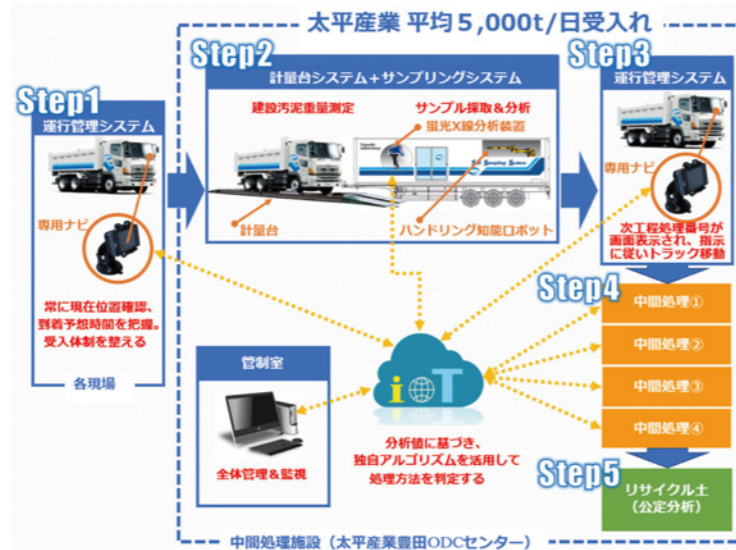 太平産業 平均5,000t/日受入れ
Step1
運行管理システム
専用ナビ
常に現在位置確認、
到着予想時間を把握。
受入体制を整える
各現場
Step2
計量台システム+サンプリングシステム
建設汚泥重量測定
サンプル採取&分析
蛍光X線分析装置
Soil Sampling System
計量台
ハンドリング知能ロボット
Step3
運行管理システム
専用ナビ
次工程処理番号が
画面表示され、指示
に従いトラック移動
Step4
中間処理①
中間処理②
中間処理③
中間処理④
Step5
リサイクル土
(公定分析)
管制室
全体管理&監視
ioT
分析値に基づき、
独自アルゴリズムを活用して
処理方法を判定する
中間処理施設(太平産業豊田ODCセンター)